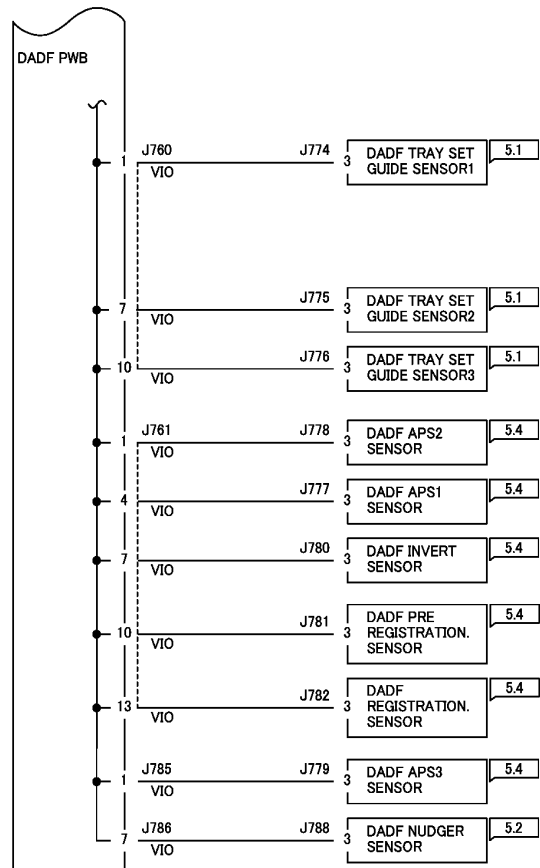 DADF PWB
J760 J774 5.1
1 VIO 3 DADF TRAY SET
GUIDE SENSOR1
J775 5.1
7 VIO 3 DADF TRAY SET
GUIDE SENSOR2
J776 5.1
10 VIO 3 DADF TRAY SET
GUIDE SENSOR3
J761 J778 5.4
1 VIO 3 DADF APS2
SENSOR
J777 5.4
4 VIO 3 DADF APS1
SENSOR
J780 5.4
7 VIO 3 DADF INVERT
SENSOR
J781 5.4
10 VIO 3 DADF PRE
REGISTRATION.
SENSOR
J782 5.4
13 VIO 3 DADF
REGISTRATION.
SENSOR
J785 J779 5.4
1 VIO 3 DADF APS3
SENSOR
J786 J788 5.2
7 VIO 3 DADF NUDGER
SENSOR